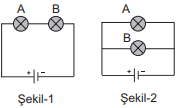 A B
A
B
+ -
+ -
Şekil-1 Şekil-2